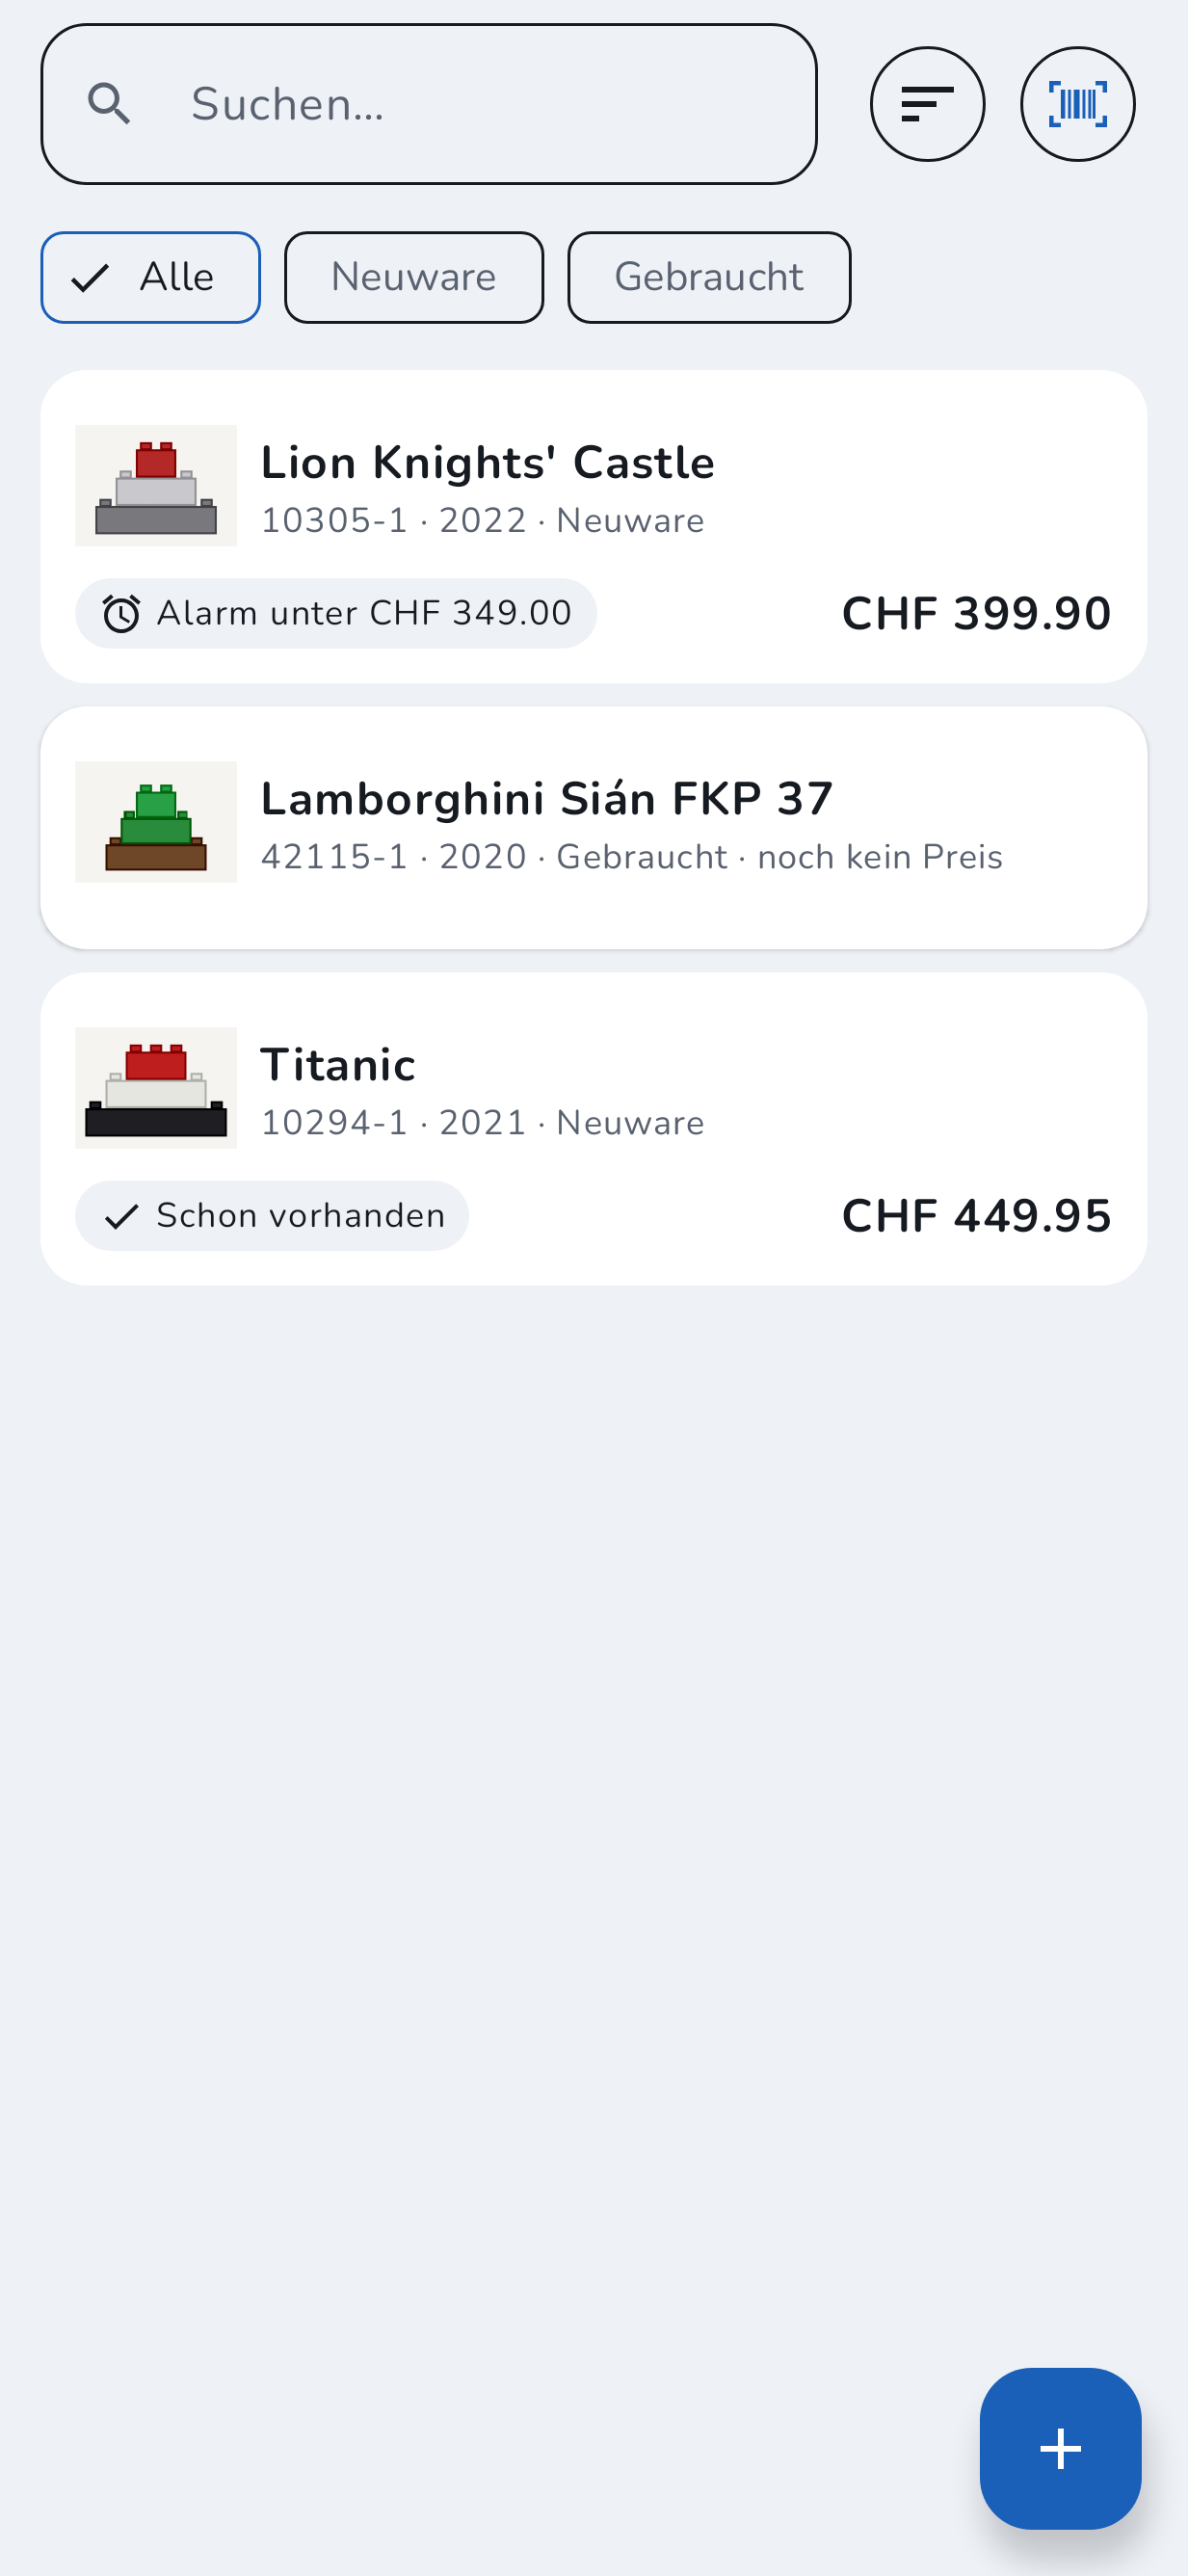 Suchen...
Alle
Neuware
Gebraucht
Lion Knights' Castle
10305-1 · 2022 · Neuware
Alarm unter CHF 349.00
CHF 399.90
Lamborghini Sián FKP 37
42115-1 · 2020 · Gebraucht · noch kein Preis
Titanic
10294-1 · 2021 · Neuware
Schon vorhanden
CHF 449.95